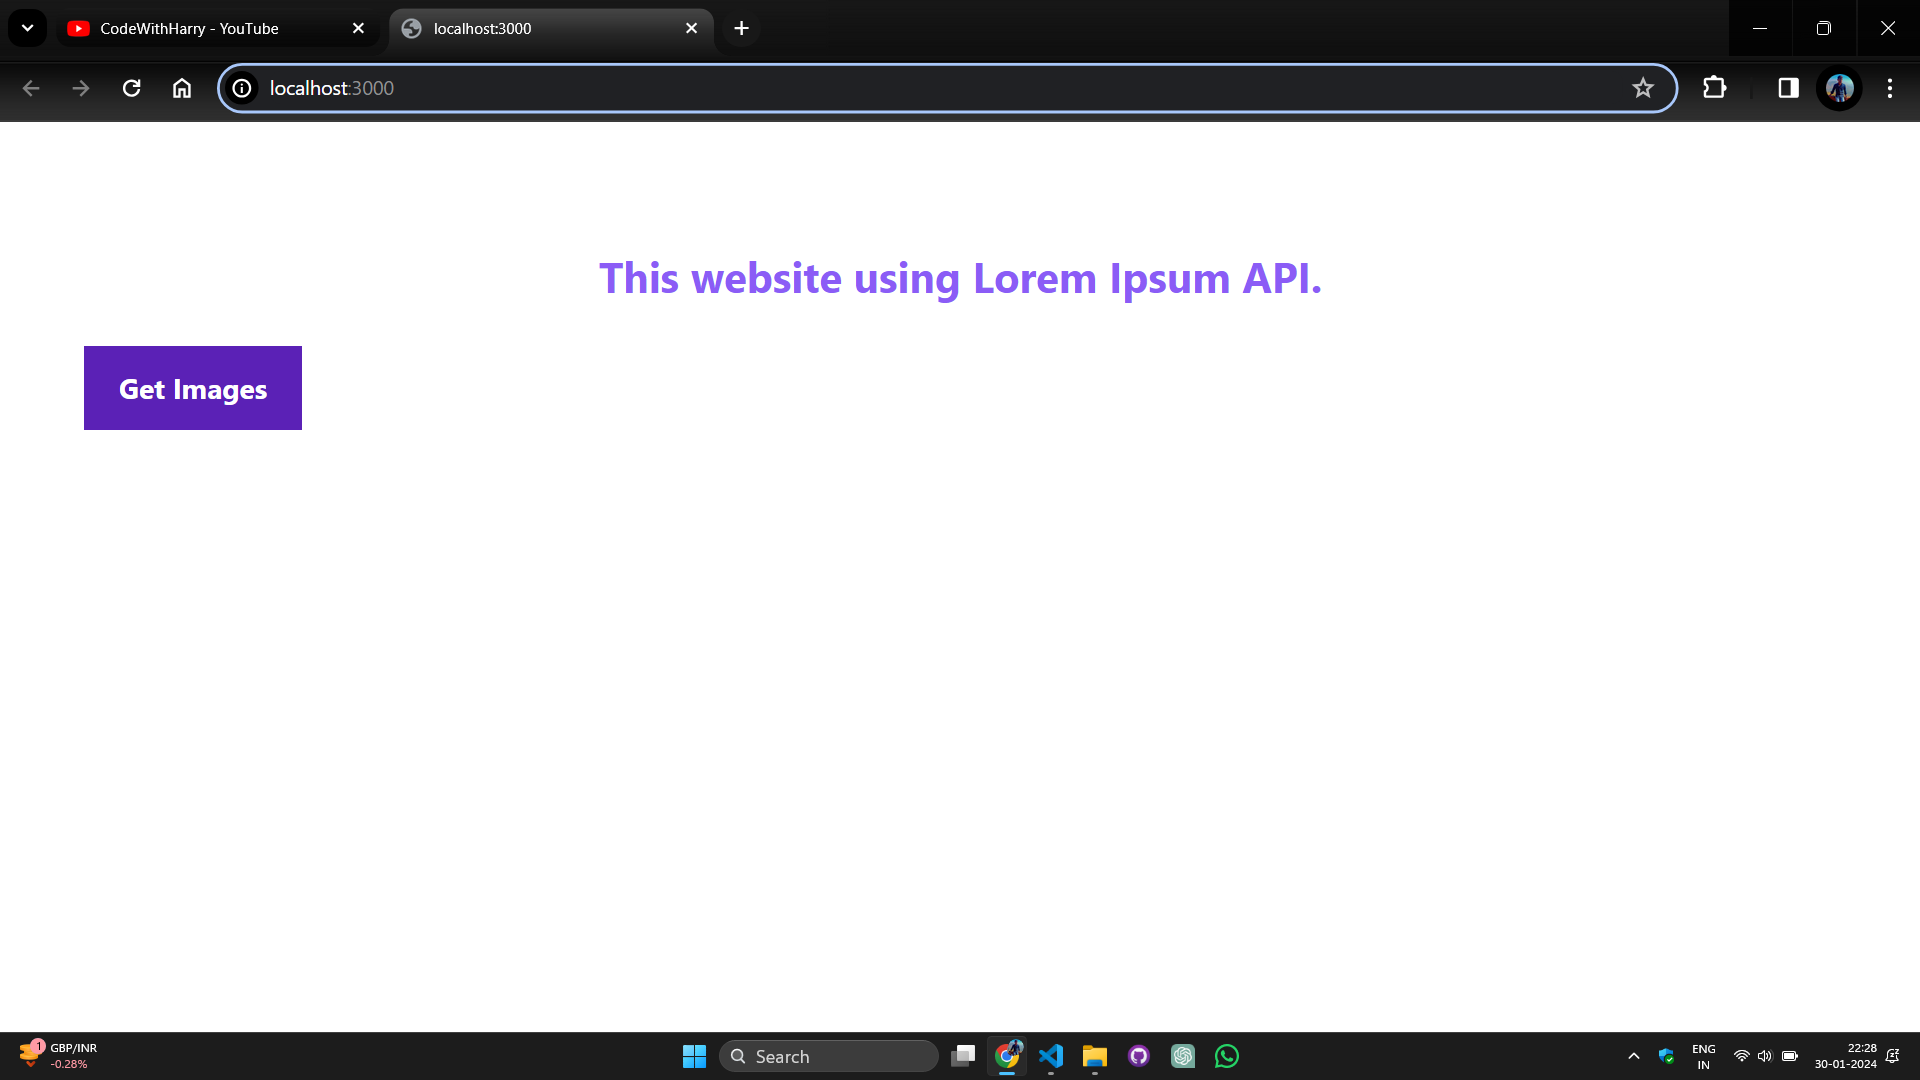 CodeWithHarry - YouTube
localhost:3000
localhost:3000
This website using Lorem Ipsum API.
Get Images
1
GBP/INR
-0.28%
Search
ENG
IN
22:28
30-01-2024